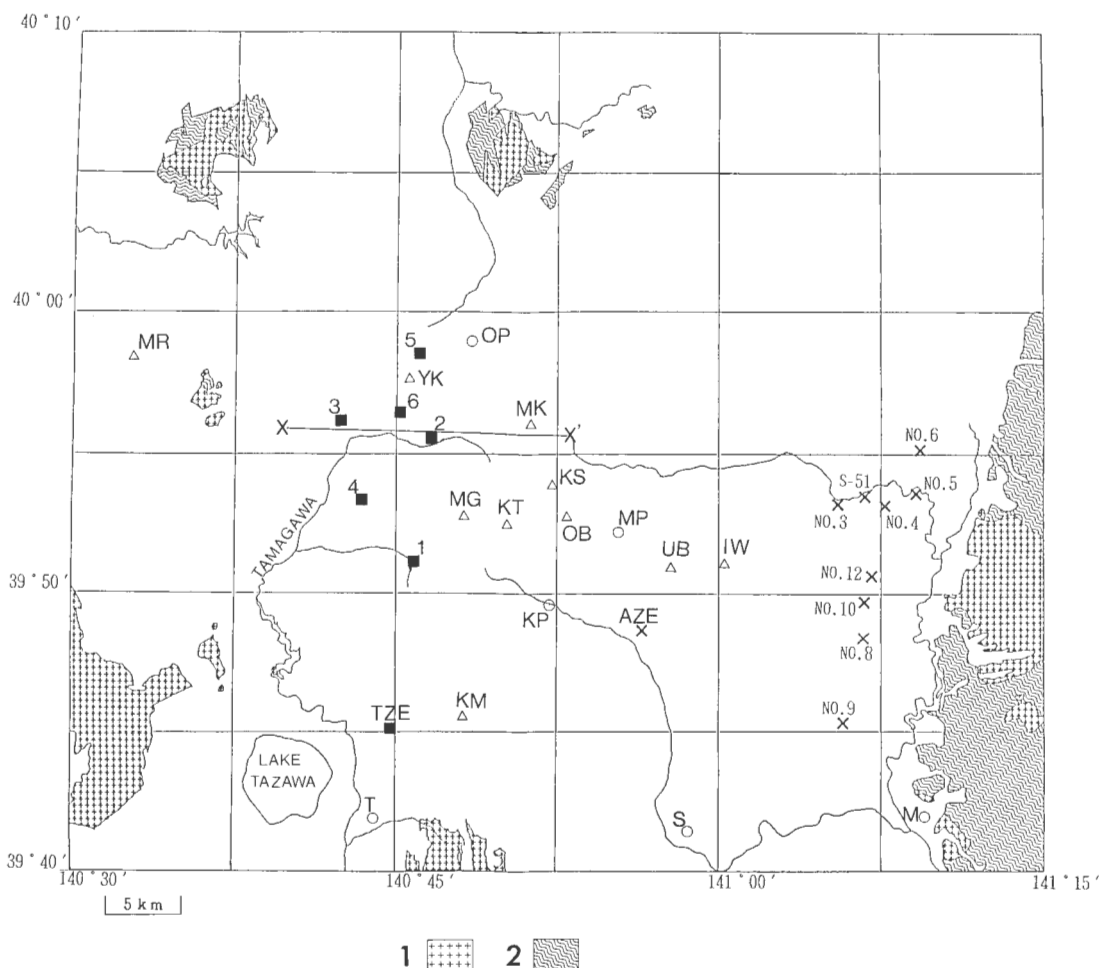 40°10′
40°00′
MR
5
OP
YK
6
3
MK
X
2
X′
NO.6
KS
S-51
NO.5
4
MG
KT
NO.3
NO.4
OB
MP
TAMAGAWA
UB
IW
1
NO.12
39°50′
NO.10
KP
AZE
NO.8
KM
NO.9
TZE
LAKE
TAZAWA
T
S
M
39°40′
140°30′
140°45′
141°00′
141°15′
5 km
1
2